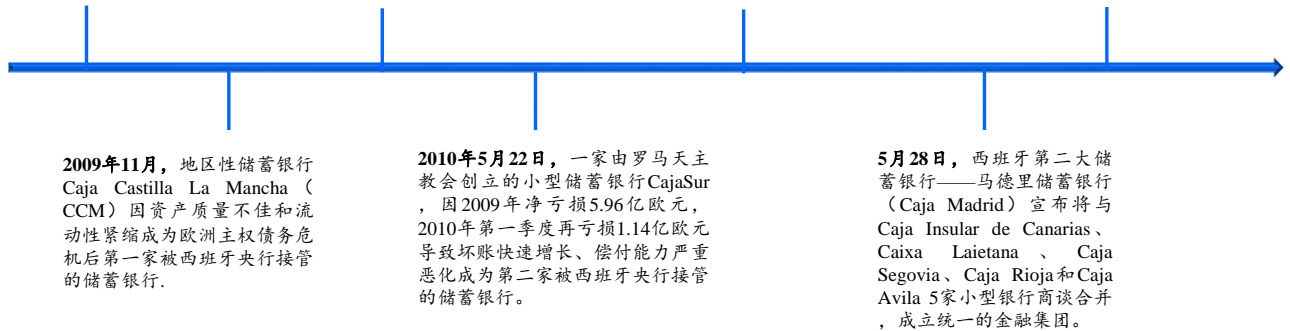 2009年11月，地区性储蓄银行
Caja Castilla La Mancha（
CCM）因资产质量不佳和流
动性紧缩成为欧洲主权债务危
机后第一家被西班牙央行接管
的储蓄银行.
2010年5月22日，一家由罗马天主
教会创立的小型储蓄银行CajaSur
，因2009年净亏损5.96亿欧元，
2010年第一季度再亏损1.14亿欧元
导致坏账快速增长、偿付能力严重
恶化成为第二家被西班牙央行接管
的储蓄银行。
5月28日，西班牙第二大储
蓄银行——马德里储蓄银行
（Caja Madrid）宣布将与
Caja Insular de Canarias、
Caixa Laietana 、 Caja
Segovia、Caja Rioja和Caja
Avila 5家小型银行商谈合并
，成立统一的金融集团。